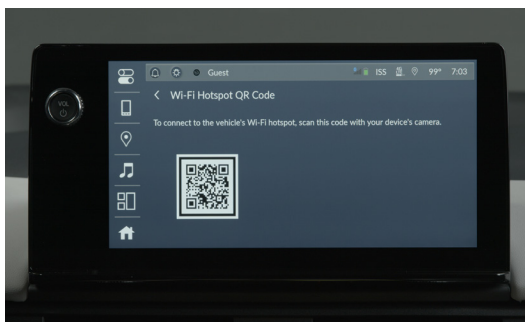 VOL
Guest
ISS
99°
7:03
Wi-Fi Hotspot QR Code
To connect to the vehicle's Wi-Fi hotspot, scan this code with your device's camera.